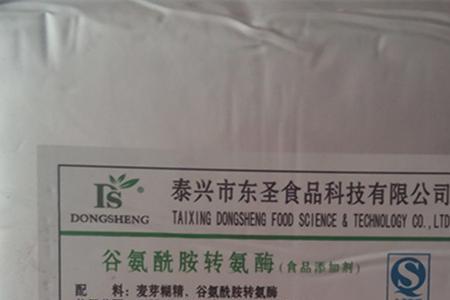 DS®
DONGSHENG
泰兴市东圣食品科技有限公司
TAIXING DONGSHENG FOOD SCIENCE & TECHNOLOGY CO.,LTD
谷氨酰胺转氨酶(食品添加剂)
配 料:麦芽糊精、谷氨酰胺转氨酶